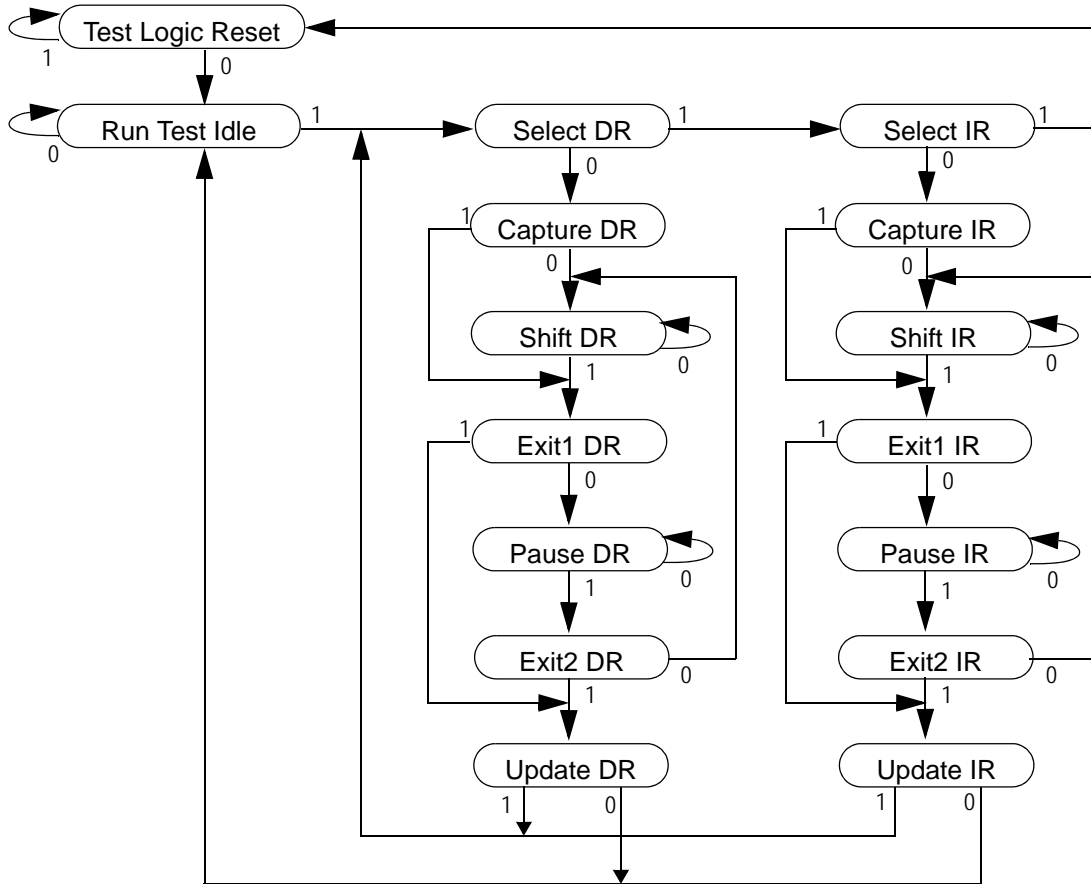 Test Logic Reset
1
0
Run Test Idle
0
1
Select DR
1
Select IR
1
0
0
1
Capture DR
1
Capture IR
0
0
Shift DR
0
Shift IR
0
1
1
1
Exit1 DR
1
Exit1 IR
0
0
Pause DR
0
Pause IR
0
1
1
Exit2 DR
0
Exit2 IR
0
1
1
Update DR
Update IR
1
0
1
0